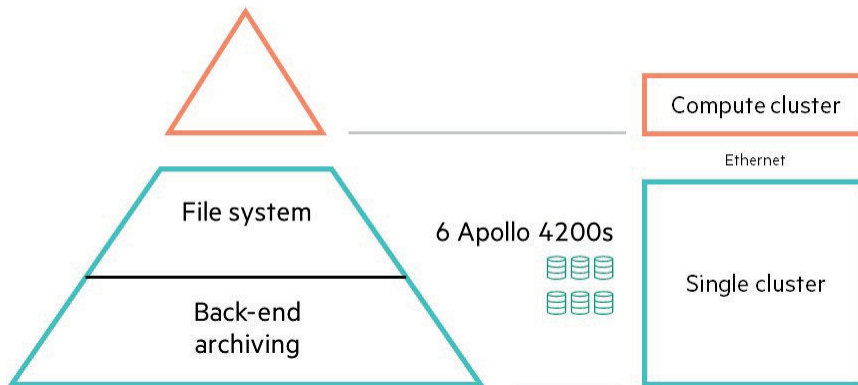 Compute cluster
Ethernet
File system
6 Apollo 4200s
Single cluster
Back-end
archiving